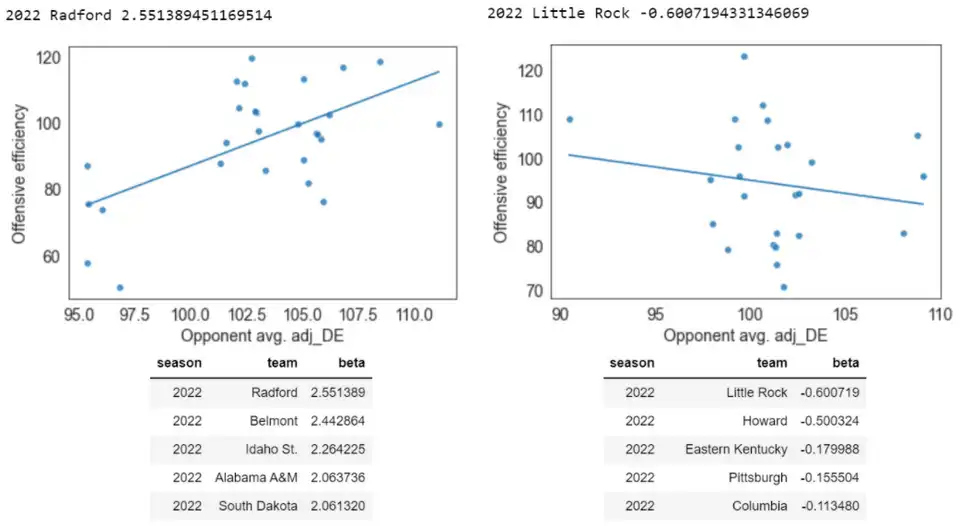 2022 Radford 2.551389451169514
120
100
80
60
Offensive efficiency
95.0 97.5 100.0 102.5 105.0 107.5 110.0
Opponent avg. adj_DE
season team beta
2022 Radford 2.551389
2022 Belmont 2.442864
2022 Idaho St. 2.264225
2022 Alabama A&M 2.063736
2022 South Dakota 2.061320
2022 Little Rock -0.6007194331346069
120
110
100
90
80
70
Offensive efficiency
90 95 100 105 110
Opponent avg. adj_DE
season team beta
2022 Little Rock -0.600719
2022 Howard -0.500324
2022 Eastern Kentucky -0.179988
2022 Pittsburgh -0.155504
2022 Columbia -0.113480